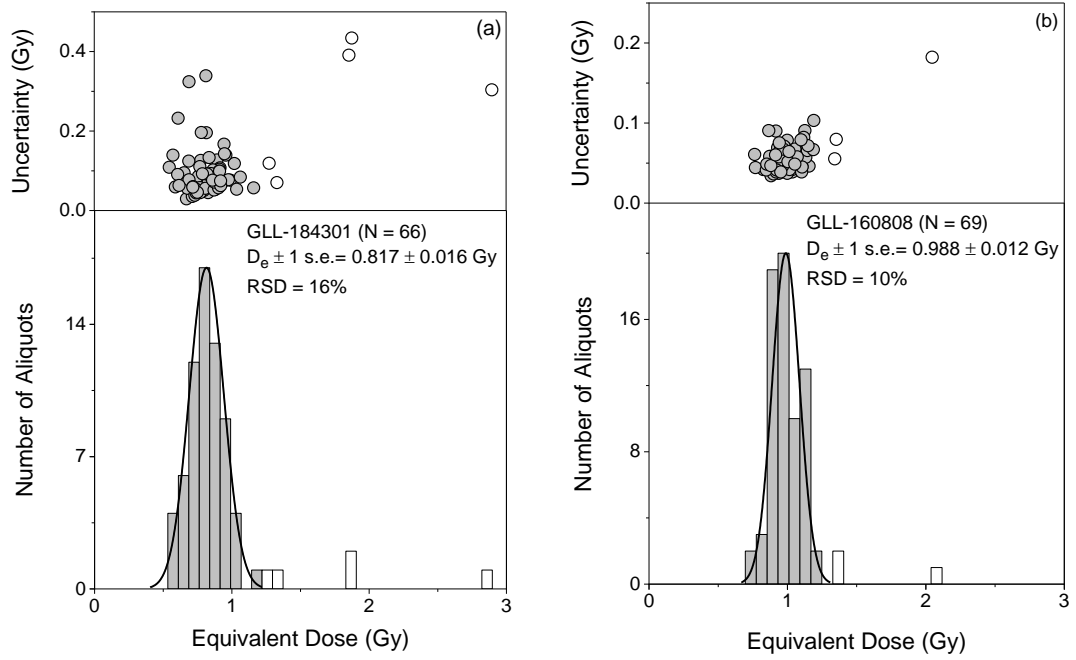 (a)
Uncertainty (Gy)
0.4
0.2
0.0
GLL-184301 (N = 66)
De ± 1 s.e.= 0.817 ± 0.016 Gy
RSD = 16%
Number of Aliquots
14
7
0
0 1 2 3
Equivalent Dose (Gy)
(b)
Uncertainty (Gy)
0.2
0.1
0.0
GLL-160808 (N = 69)
De ± 1 s.e.= 0.988 ± 0.012 Gy
RSD = 10%
Number of Aliquots
16
8
0
0 1 2 3
Equivalent Dose (Gy)